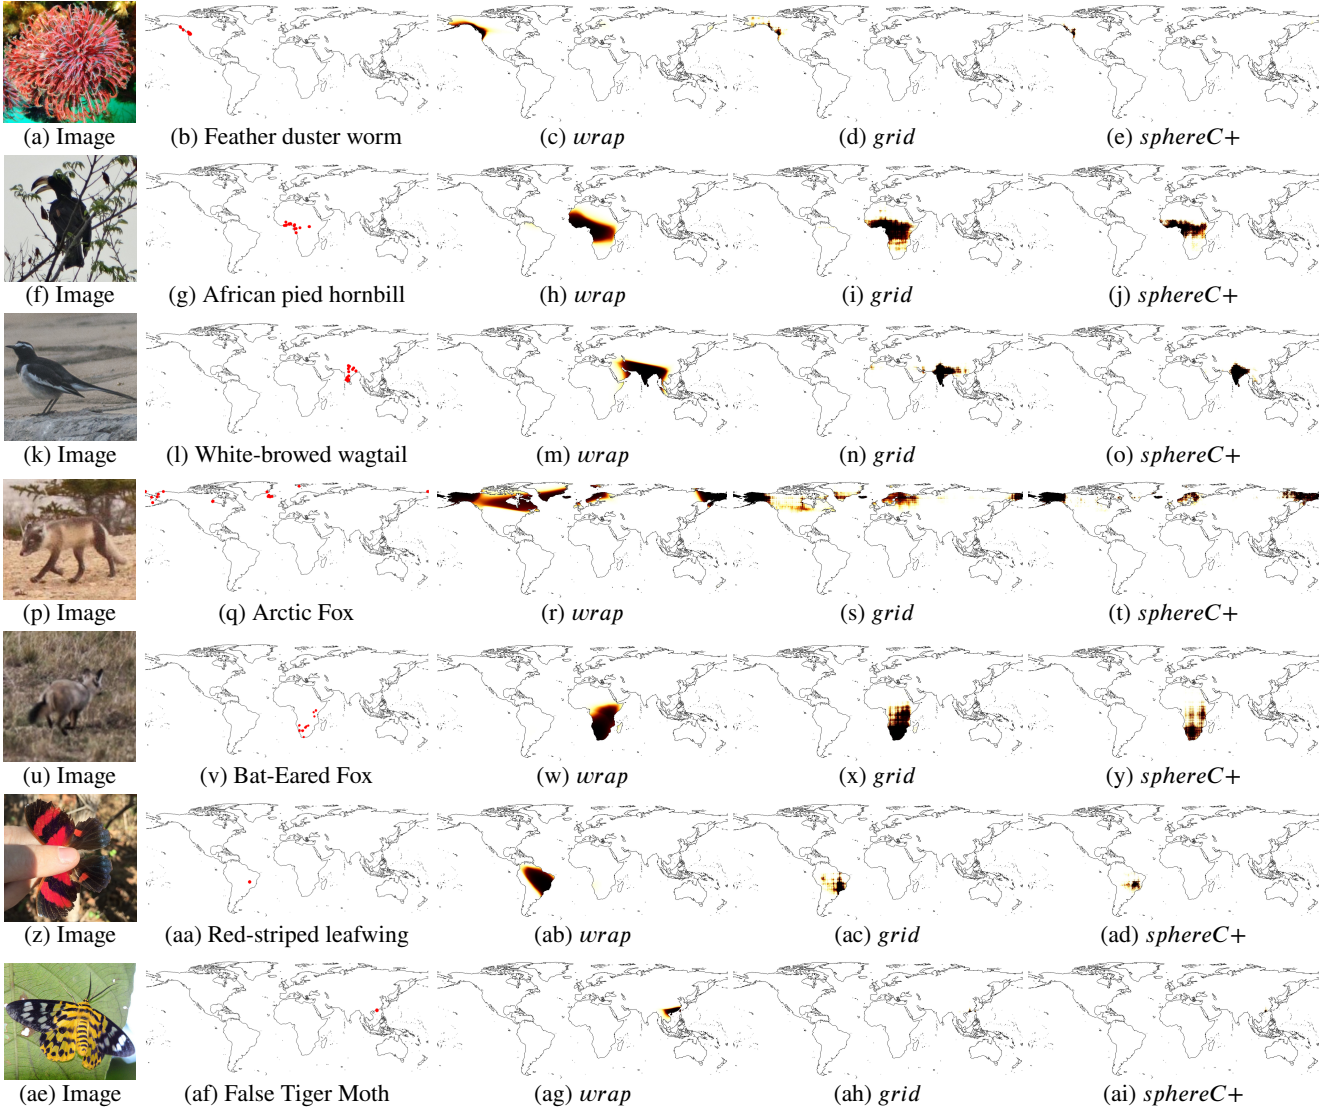 (a) Image (b) Feather duster worm (c) wrap (d) grid (e) sphereC+
(f) Image (g) African pied hornbill (h) wrap (i) grid (j) sphereC+
(k) Image (l) White-browed wagtail (m) wrap (n) grid (o) sphereC+
(p) Image (q) Arctic Fox (r) wrap (s) grid (t) sphereC+
(u) Image (v) Bat-Eared Fox (w) wrap (x) grid (y) sphereC+
(z) Image (aa) Red-striped leafwing (ab) wrap (ac) grid (ad) sphereC+
(ae) Image (af) False Tiger Moth (ag) wrap (ah) grid (ai) sphereC+